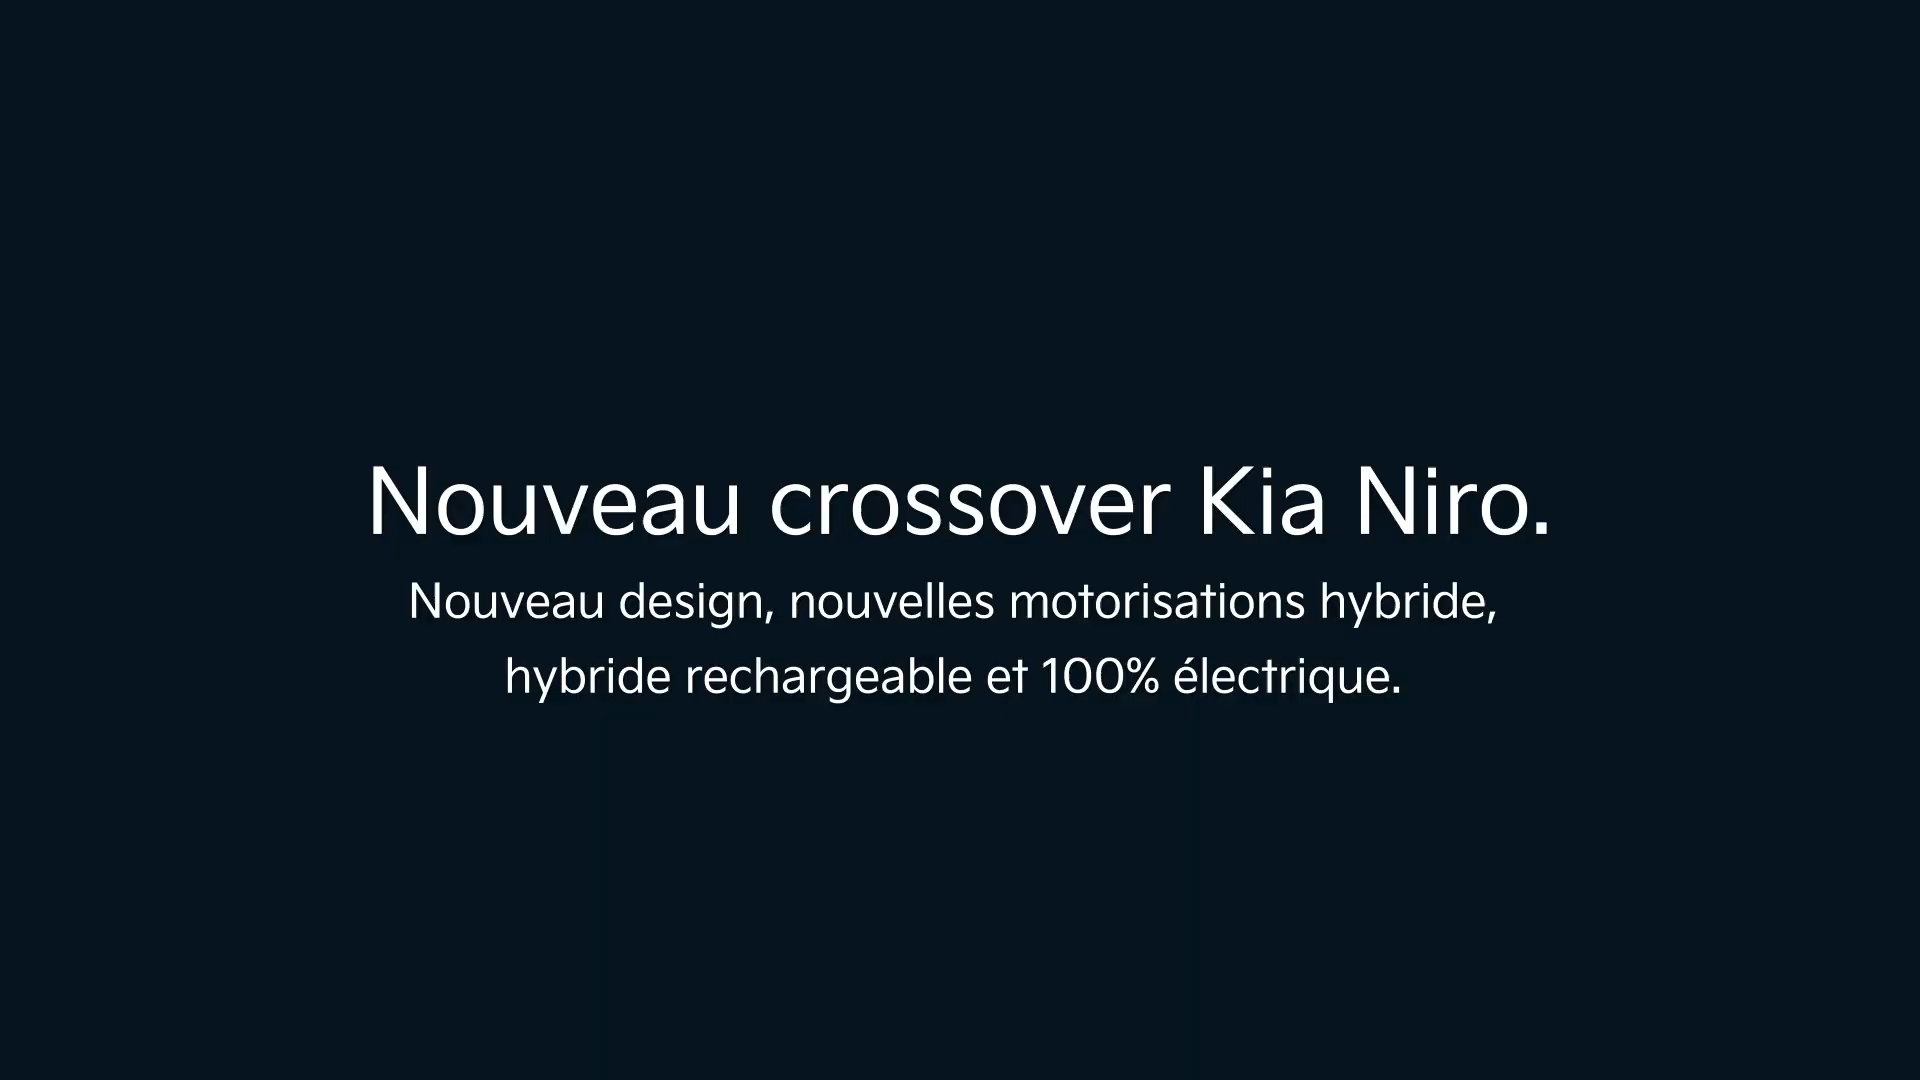 Nouveau crossover Kia Niro.
Nouveau design, nouvelles motorisations hybride,
hybride rechargeable et 100% électrique.